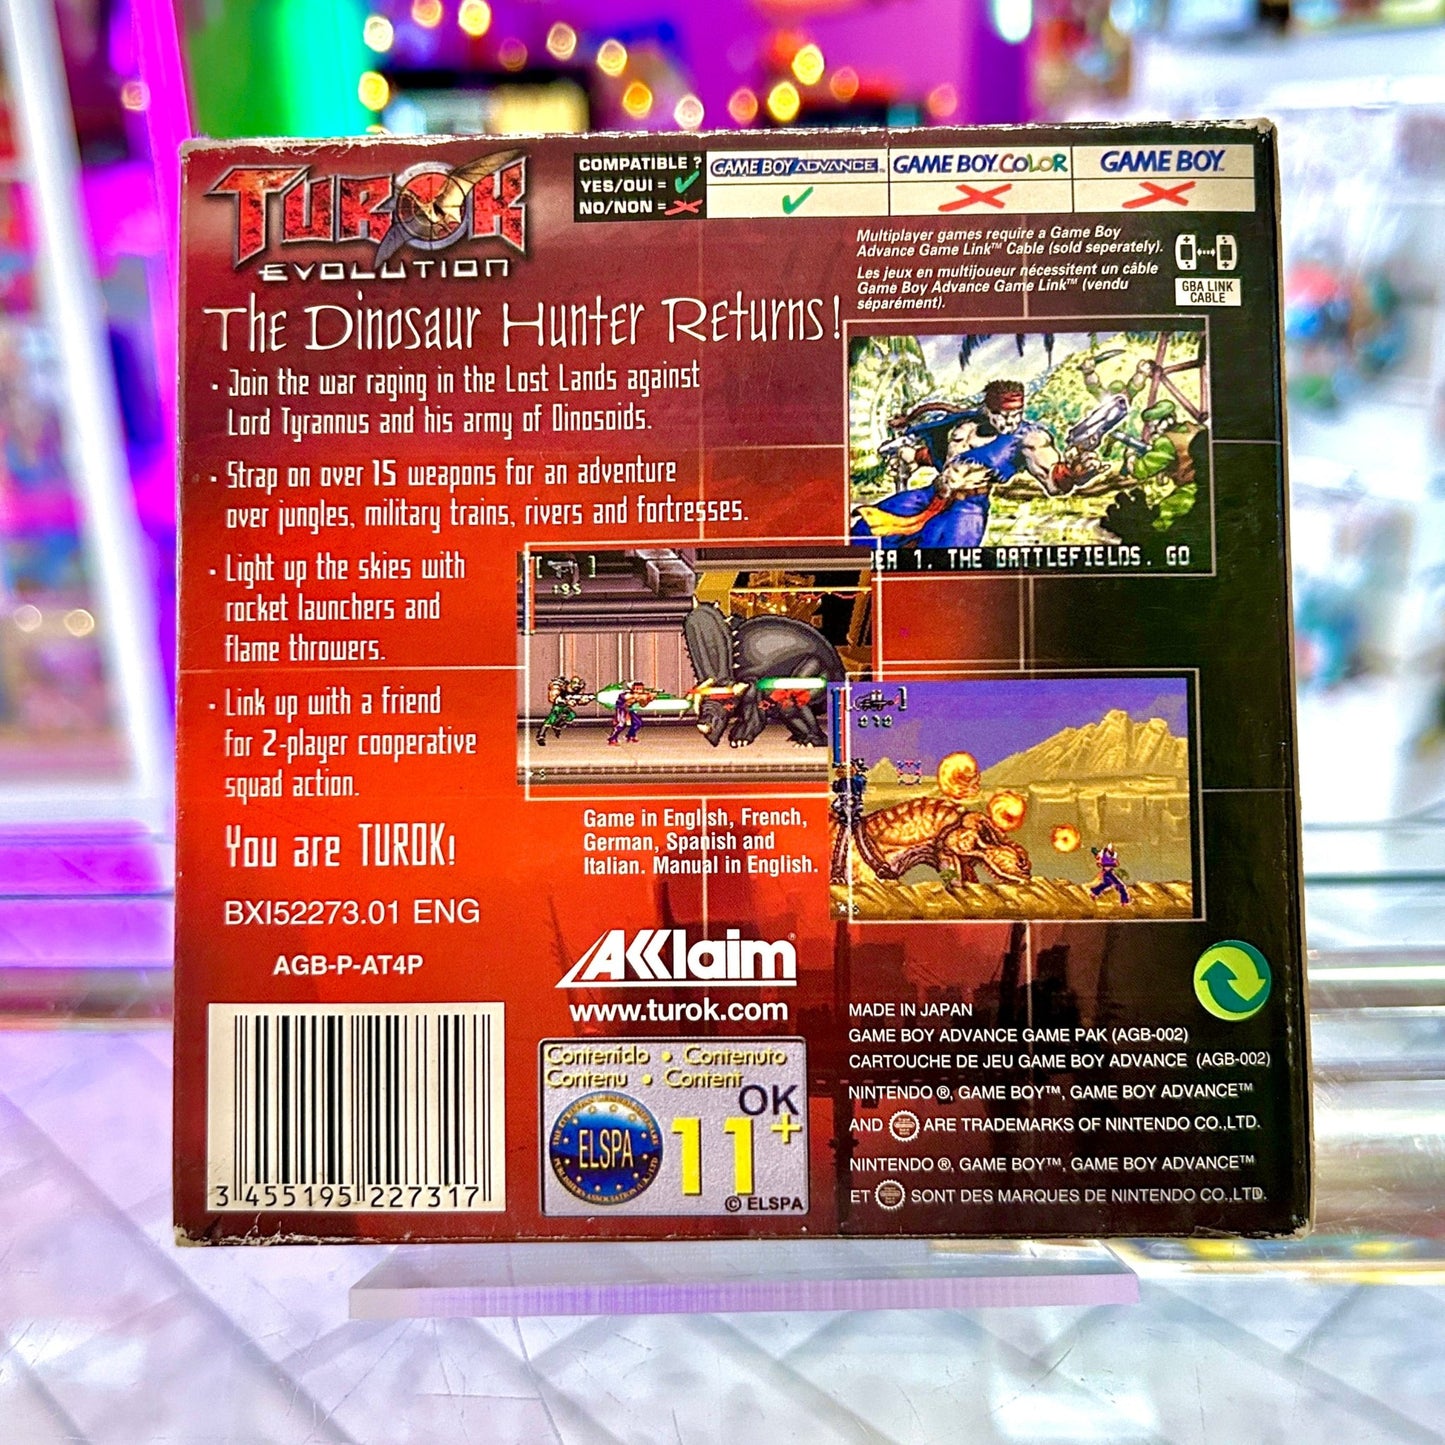 TUROK
EVOLUTION
COMPATIBLE ?
YES/OUI =
NO/NON =
GAME BOY ADVANCE
GAME BOY COLOR
GAME BOY
Multiplayer games require a Game Boy
Advance Game Link™ Cable (sold seperately).
Les jeux en multijoueur nécessitent un câble
Game Boy Advance Game Link™ (vendu
séparément).
GBA LINK
CABLE
The Dinosaur Hunter Returns!
· Join the war raging in the Lost Lands against
Lord Tyrannus and his army of Dinosoids.
· Strap on over 15 weapons for an adventure
over jungles, military trains, rivers and fortresses.
· Light up the skies with
rocket launchers and
flame throwers.
· Link up with a friend
for 2-player cooperative
squad action.
You are TUROK!
EA 1. THE BATTLEFIELDS. GO
195
070
Game in English, French,
German, Spanish and
Italian. Manual in English.
BXI52273.01 ENG
AGB-P-AT4P
AKKlaim®
www.turok.com
3 455195 227317
Contenido • Contenuto
Contenu • Content
OK
11+
ELSPA
© ELSPA
MADE IN JAPAN
GAME BOY ADVANCE GAME PAK (AGB-002)
CARTOUCHE DE JEU GAME BOY ADVANCE (AGB-002)
NINTENDO ®, GAME BOY™, GAME BOY ADVANCE™
AND ARE TRADEMARKS OF NINTENDO CO.,LTD.
NINTENDO ®, GAME BOY™, GAME BOY ADVANCE™
ET SONT DES MARQUES DE NINTENDO CO.,LTD.